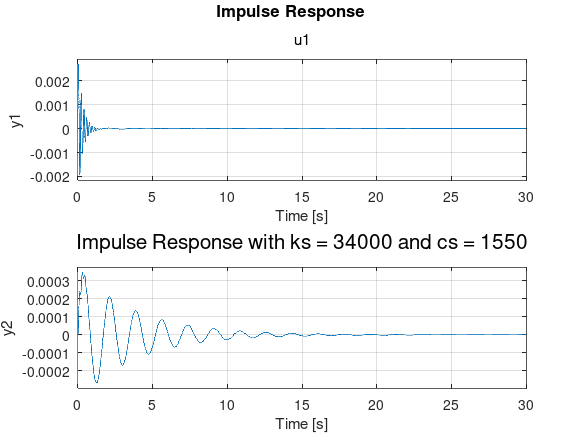 Impulse Response
u1
0.002
0.001
0
-0.001
-0.002
y1
0 5 10 15 20 25 30
Time [s]
Impulse Response with ks = 34000 and cs = 1550
0.0003
0.0002
0.0001
0
-0.0001
-0.0002
y2
0 5 10 15 20 25 30
Time [s]